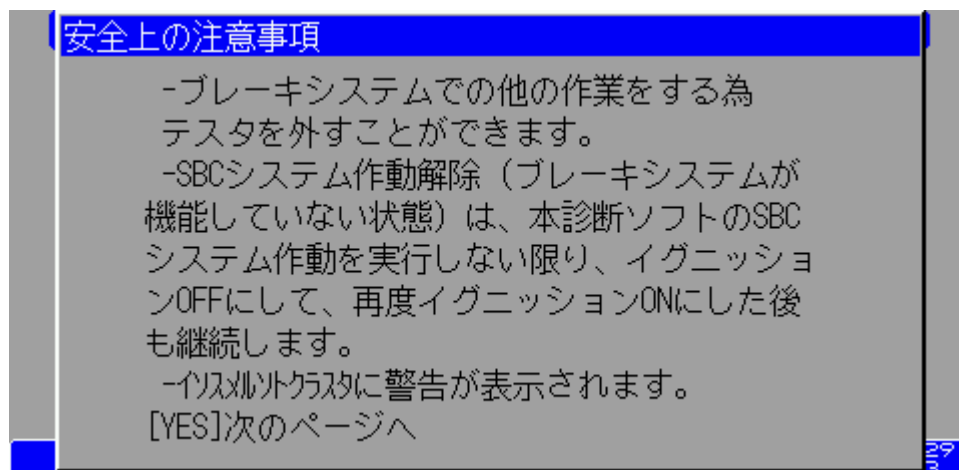 安全上の注意事項
-ブレーキシステムでの他の作業をする為
テスタを外すことができます。
-SBCシステム作動解除（ブレーキシステムが
機能していない状態）は、本診断ソフトのSBC
システム作動を実行しない限り、イグニッショ
ンOFFにして、再度イグニッションONにした後
も継続します。
-ｲﾝｽﾒﾙﾝﾄｸﾗｽﾀに警告が表示されます。
[YES]次のページへ
29